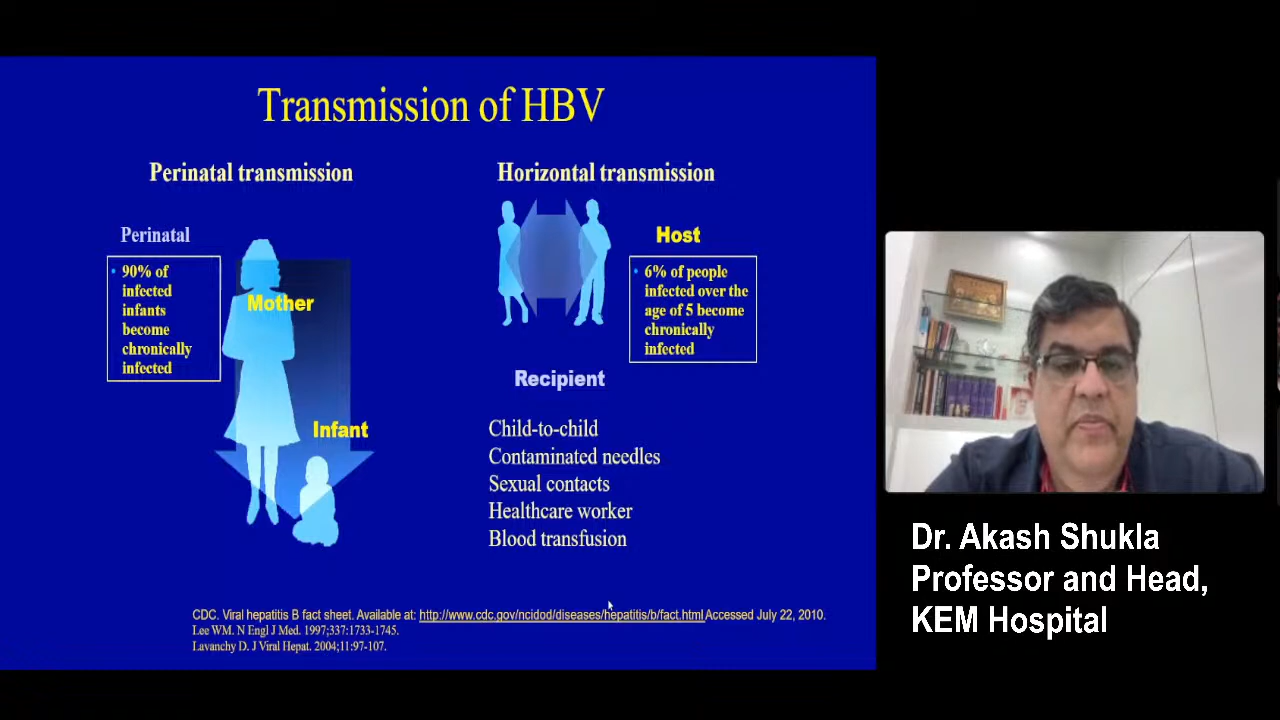 Transmission of HBV
Perinatal transmission
Perinatal
• 90% of
infected
infants
become
chronically
infected
Mother
Infant
Horizontal transmission
Host
• 6% of people
infected over the
age of 5 become
chronically
infected
Recipient
Child-to-child
Contaminated needles
Sexual contacts
Healthcare worker
Blood transfusion
CDC. Viral hepatitis B fact sheet. Available at: http://www.cdc.gov/ncidod/diseases/hepatitis/b/fact.html Accessed July 22, 2010.
Lee WM. N Engl J Med. 1997;337:1733-1745.
Lavanchy D. J Viral Hepat. 2004;11:97-107.
Dr. Akash Shukla
Professor and Head,
KEM Hospital